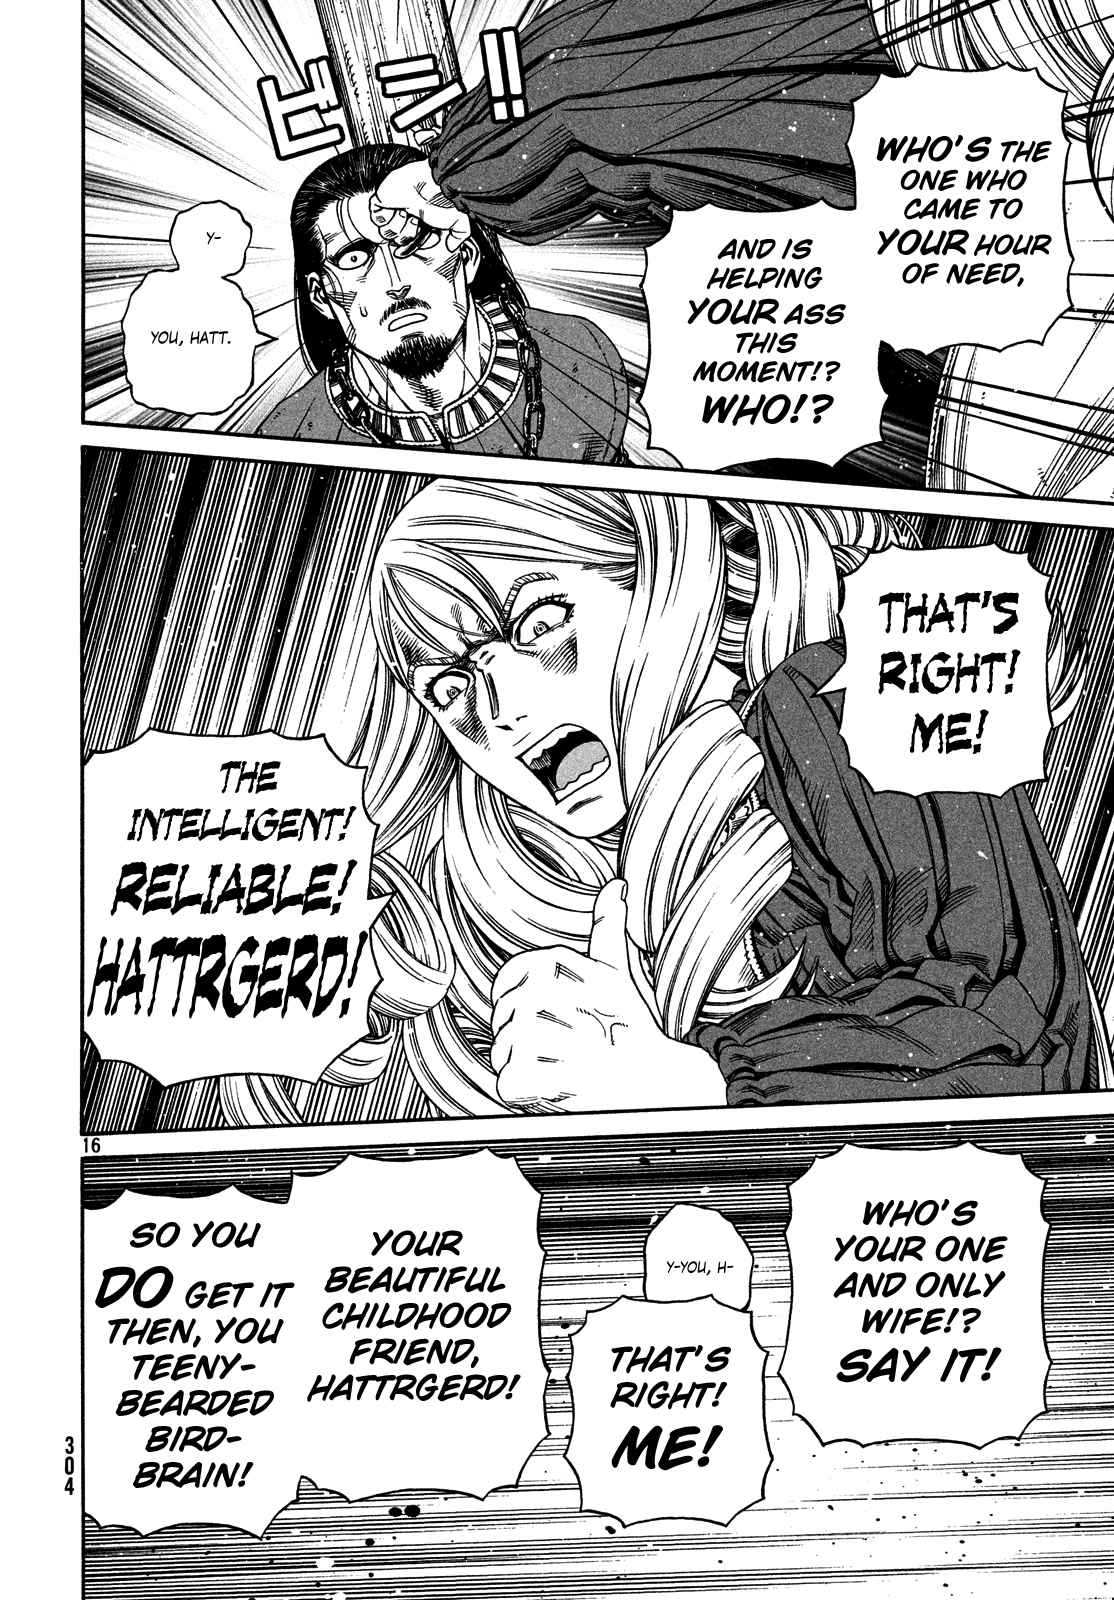 ビシ!!
WHO'S THE
ONE WHO
CAME TO
YOUR HOUR
OF NEED,
AND IS
HELPING
YOUR ASS
THIS
MOMENT!?
WHO!?
Y-
YOU, HATT.
THAT'S
RIGHT!
ME!
THE
INTELLIGENT!
RELIABLE!
HATTRGERD!
16
WHO'S
YOUR ONE
AND ONLY
WIFE!?
SAY IT!
Y-YOU, H-
THAT'S
RIGHT!
ME!
YOUR
BEAUTIFUL
CHILDHOOD
FRIEND,
HATTRGERD!
SO YOU
DO GET IT
THEN, YOU
TEENY-
BEARDED
BIRD-
BRAIN!
304